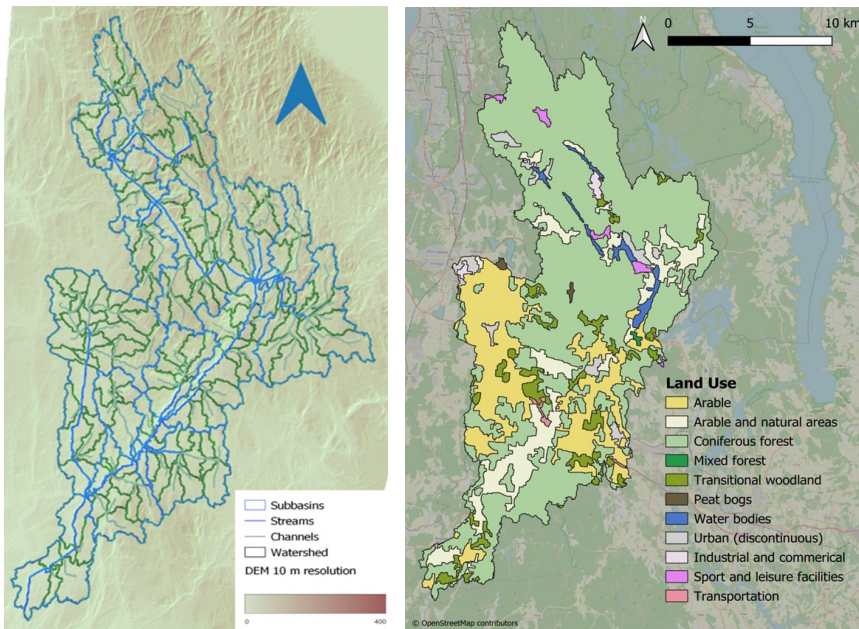 Subbasins
Streams
Channels
Watershed
DEM 10 m resolution
0 400
N
0 5 10 km
Land Use
Arable
Arable and natural areas
Coniferous forest
Mixed forest
Transitional woodland
Peat bogs
Water bodies
Urban (discontinuous)
Industrial and commerical
Sport and leisure facilities
Transportation
© OpenStreetMap contributors